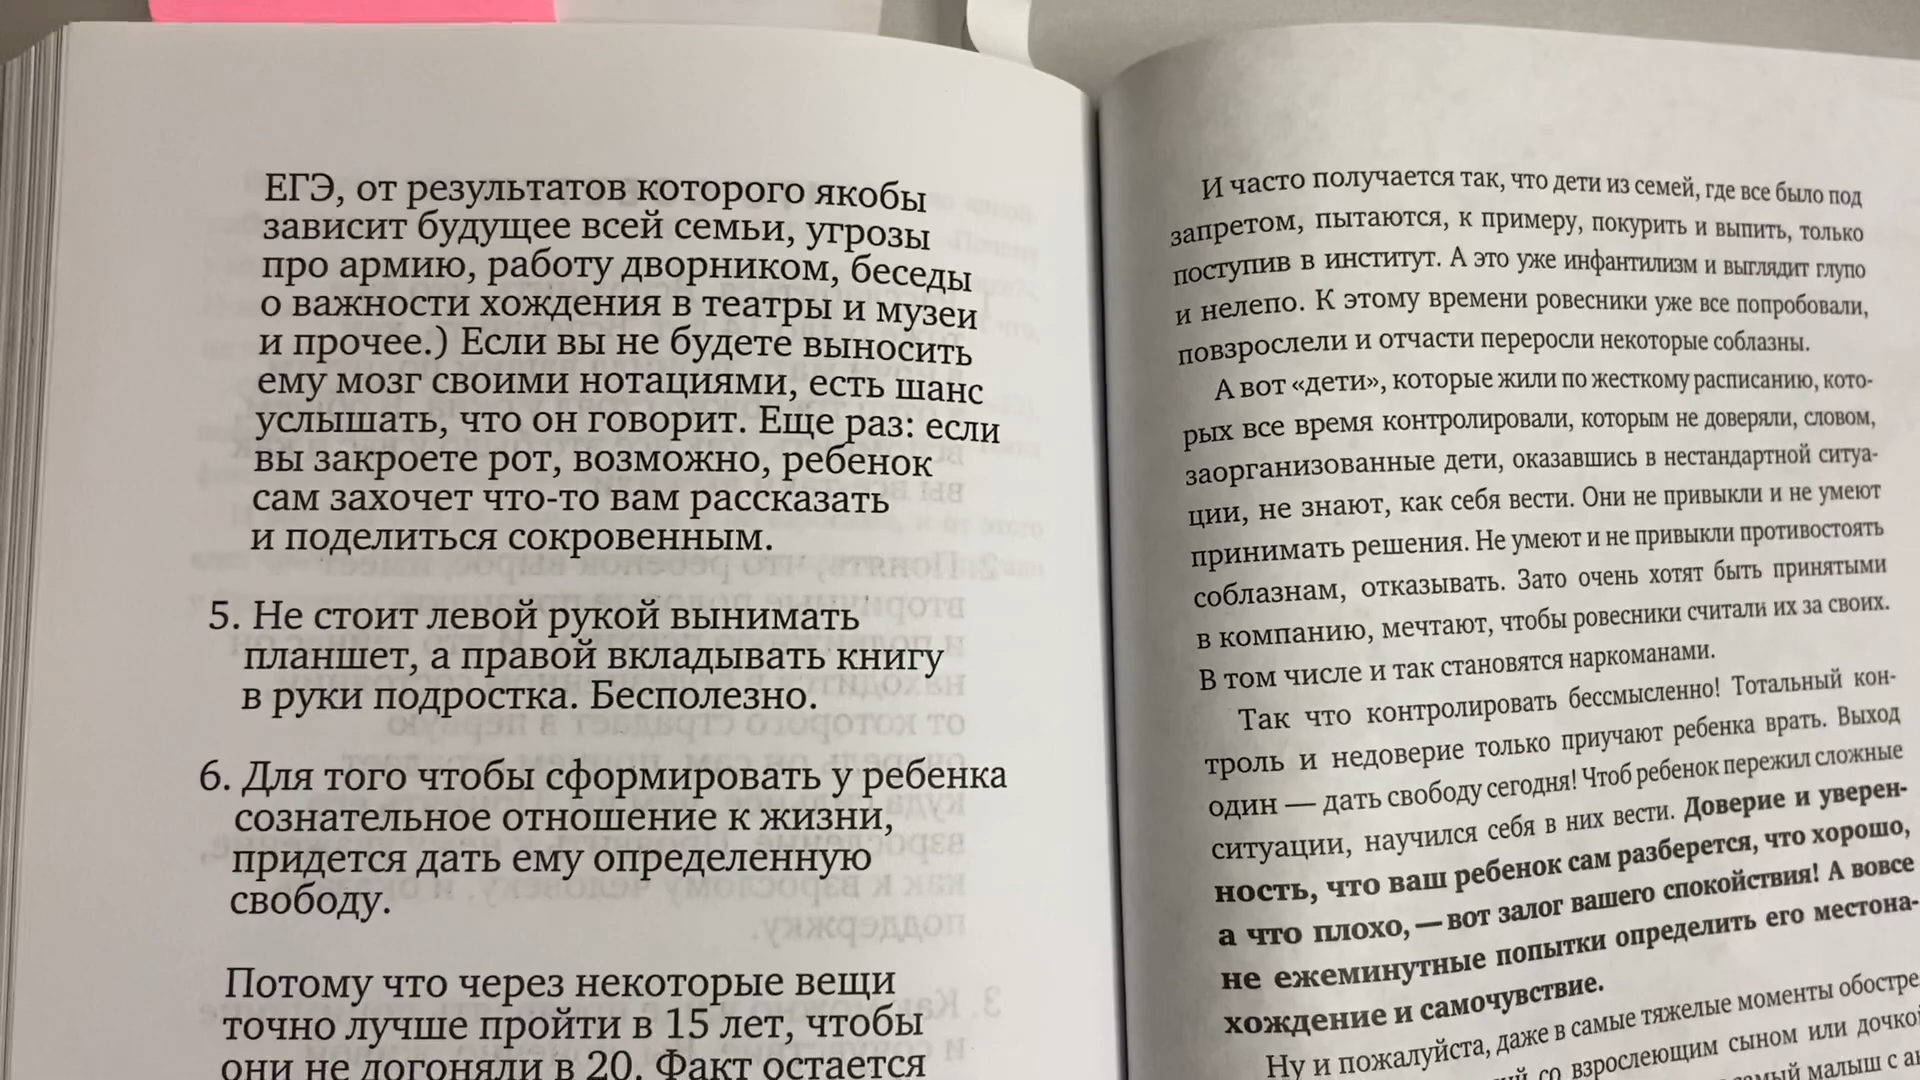 ЕГЭ, от результатов которого якобы
зависит будущее всей семьи, угрозы
про армию, работу дворником, беседы
о важности хождения в театры и музеи
и прочее.) Если вы не будете выносить
ему мозг своими нотациями, есть шанс
услышать, что он говорит. Еще раз: если
вы закроете рот, возможно, ребенок
сам захочет что-то вам рассказать
и поделиться сокровенным.
5. Не стоит левой рукой вынимать
планшет, а правой вкладывать книгу
в руки подростка. Бесполезно.
6. Для того чтобы сформировать у ребенка
сознательное отношение к жизни,
придется дать ему определенную
свободу.
Потому что через некоторые вещи
точно лучше пройти в 15 лет, чтобы
они не догоняли в 20. Факт остается
И часто получается так, что дети из семей, где все было под
запретом, пытаются, к примеру, покурить и выпить, только
поступив в институт. А это уже инфантилизм и выглядит глупо
и нелепо. К этому времени ровесники уже все попробовали,
повзрослели и отчасти переросли некоторые соблазны.
А вот «дети», которые жили по жесткому расписанию, кото-
рых все время контролировали, которым не доверяли, словом,
заорганизованные дети, оказавшись в нестандартной ситуа-
ции, не знают, как себя вести. Они не привыкли и не умеют
принимать решения. Не умеют и не привыкли противостоять
соблазнам, отказывать. Зато очень хотят быть принятыми
в компанию, мечтают, чтобы ровесники считали их за своих.
В том числе и так становятся наркоманами.
Так что контролировать бессмысленно! Тотальный кон-
троль и недоверие только приучают ребенка врать. Выход
один — дать свободу сегодня! Чтоб ребенок пережил сложные
ситуации, научился себя в них вести. Доверие и уверен-
ность, что ваш ребенок сам разберется, что хорошо,
а что плохо, — вот залог вашего спокойствия! А вовсе
не ежеминутные попытки определить его местона-
хождение и самочувствие.
Ну и пожалуйста, даже в самые тяжелые моменты обостре
со взрослеющим сыном или дочкой
малыш с